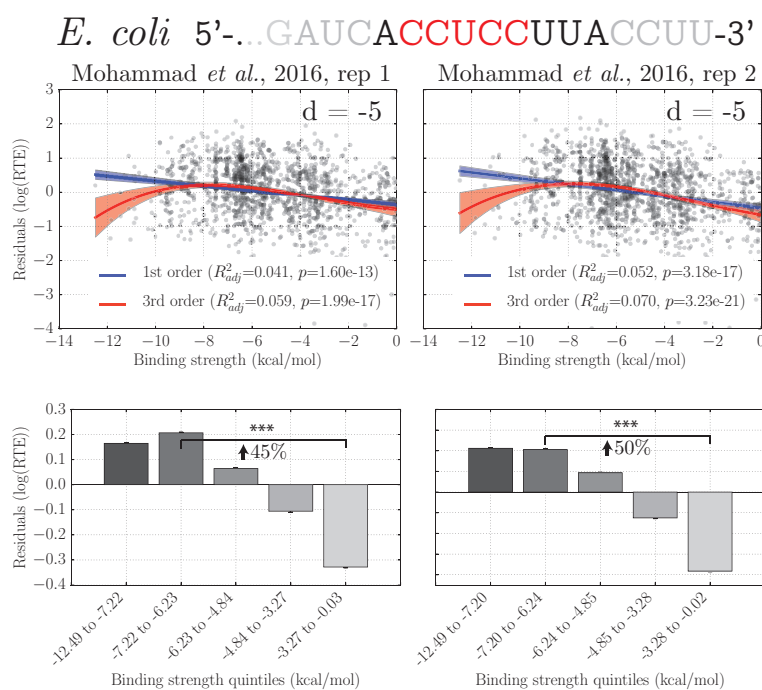 E. coli 5'-...GAUCACCUCCUUACCUU-3'
Mohammad et al., 2016, rep 1
Mohammad et al., 2016, rep 2
3
2
1
0
−1
−2
−3
−4
Residuals (log(RTE))
d = -5
1st order (R²adj=0.041, p=1.60e-13)
3rd order (R²adj=0.059, p=1.99e-17)
−14 −12 −10 −8 −6 −4 −2 0
Binding strength (kcal/mol)
d = -5
1st order (R²adj=0.052, p=3.18e-17)
3rd order (R²adj=0.070, p=3.23e-21)
−14 −12 −10 −8 −6 −4 −2 0
Binding strength (kcal/mol)
0.3
0.2
0.1
0.0
−0.1
−0.2
−0.3
−0.4
Residuals (log(RTE))
***
45%
-12.49 to -7.22
-7.22 to -6.23
-6.23 to -4.84
-4.84 to -3.27
-3.27 to -0.03
Binding strength quintiles (kcal/mol)
***
50%
-12.49 to -7.20
-7.20 to -6.24
-6.24 to -4.85
-4.85 to -3.28
-3.28 to -0.02
Binding strength quintiles (kcal/mol)